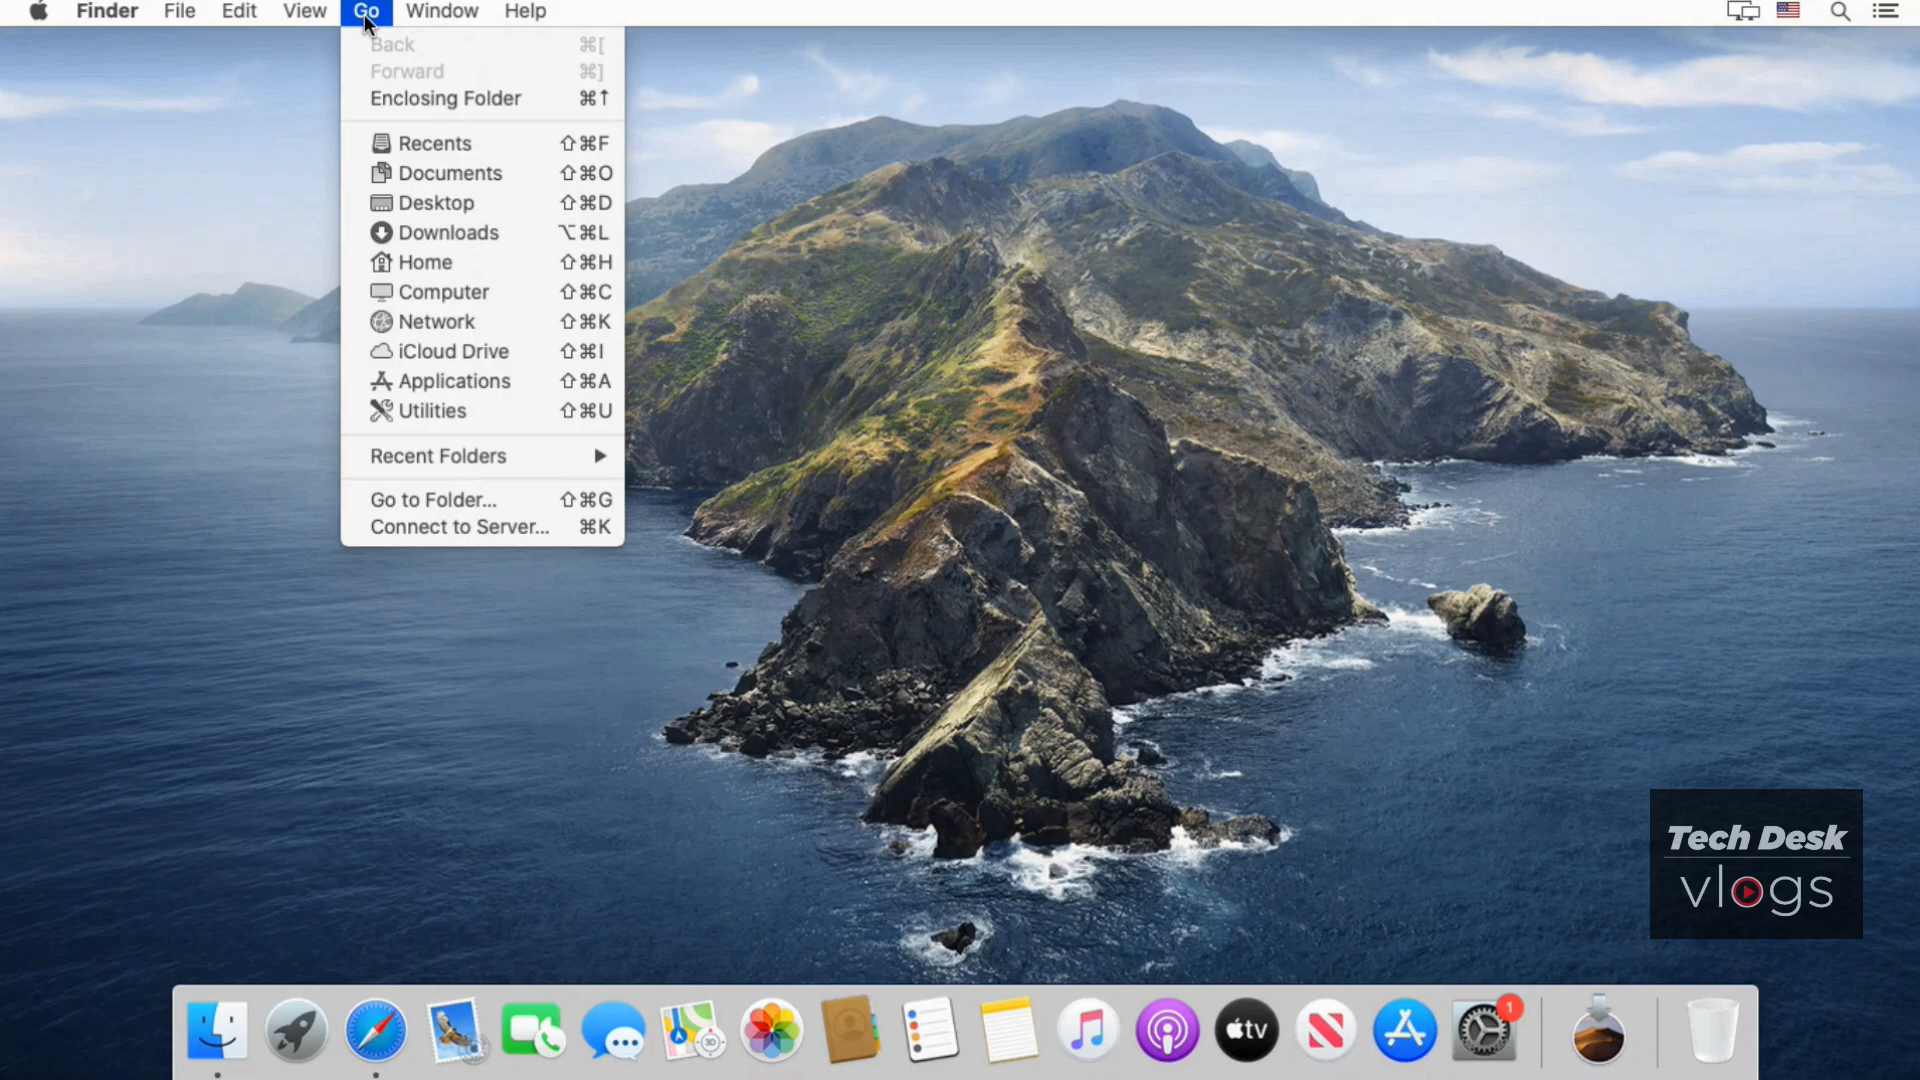 Finder File Edit View Go Window Help
Back ⌘[
Forward ⌘]
Enclosing Folder ⌘↑
Recents ⇧⌘F
Documents ⇧⌘O
Desktop ⇧⌘D
Downloads ⌥⌘L
Home ⇧⌘H
Computer ⇧⌘C
Network ⇧⌘K
iCloud Drive ⇧⌘I
Applications ⇧⌘A
Utilities ⇧⌘U
Recent Folders ▶
Go to Folder... ⇧⌘G
Connect to Server... ⌘K
Tech Desk
vlogs
3D
tv
1